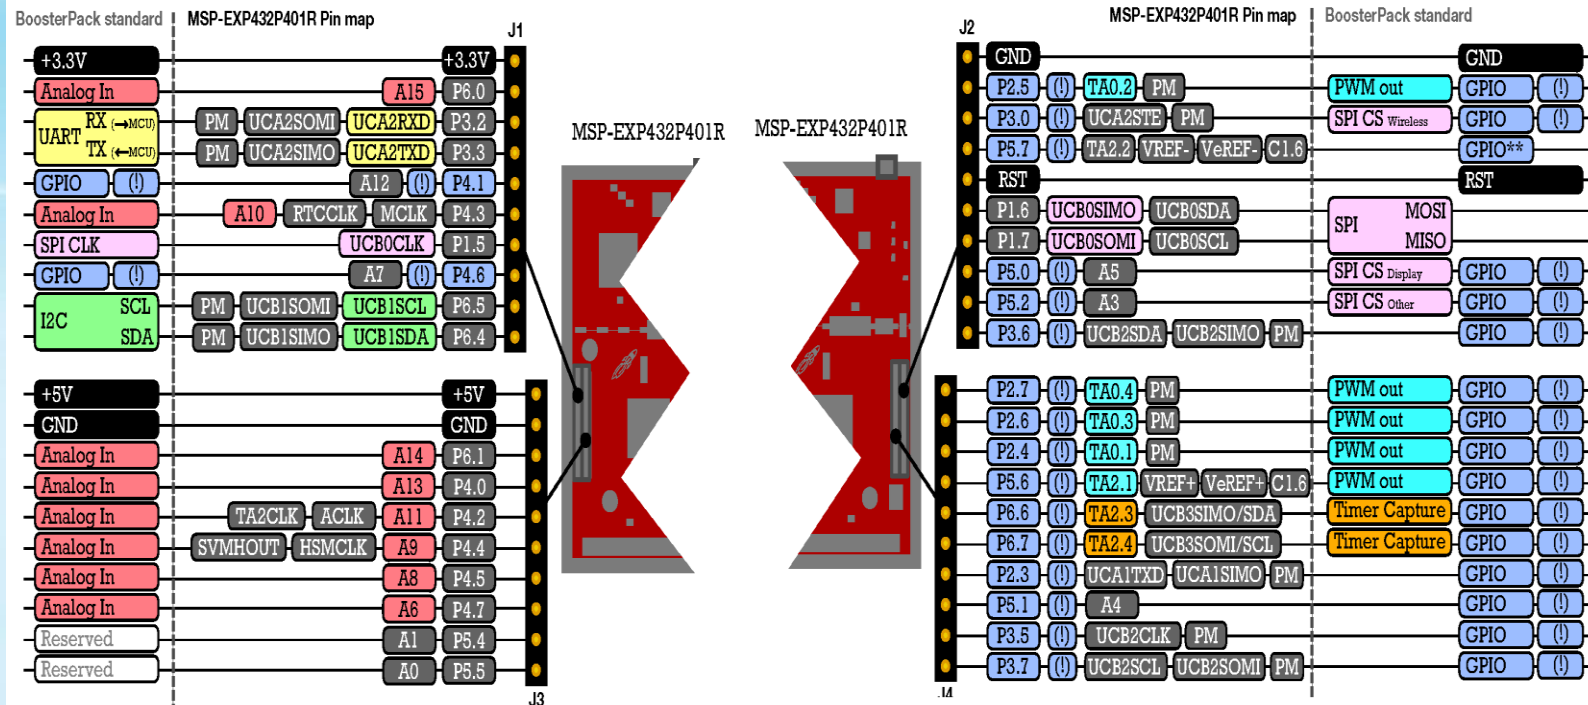 BoosterPack standard MSP-EXP432P401R Pin map
J1
+3.3V +3.3V
Analog In A15 P6.0
UART RX (→MCU) PM UCA2SOMI UCA2RXD P3.2
TX (←MCU) PM UCA2SIMO UCA2TXD P3.3
GPIO (!) A12 (!) P4.1
Analog In A10 RTCCLK MCLK P4.3
SPI CLK UCB0CLK P1.5
GPIO (!) A7 (!) P4.6
I2C SCL PM UCB1SOMI UCB1SCL P6.5
SDA PM UCB1SIMO UCB1SDA P6.4
+5V +5V
GND GND
Analog In A14 P6.1
Analog In A13 P4.0
Analog In TA2CLK ACLK A11 P4.2
Analog In SVMHOUT HSMCLK A9 P4.4
Analog In A8 P4.5
Analog In A6 P4.7
Reserved A1 P5.4
Reserved A0 P5.5
J3
MSP-EXP432P401R
MSP-EXP432P401R
MSP-EXP432P401R Pin map BoosterPack standard
J2
GND GND
P2.5 (!) TA0.2 PM PWM out GPIO (!)
P3.0 (!) UCA2STE PM SPI CS Wireless GPIO (!)
P5.7 (!) TA2.2 VREF- VeREF- C1.6 GPIO**
RST RST
P1.6 UCB0SIMO UCB0SDA SPI MOSI
P1.7 UCB0SOMI UCB0SCL MISO
P5.0 (!) A5 SPI CS Display GPIO (!)
P5.2 (!) A3 SPI CS Other GPIO (!)
P3.6 (!) UCB2SDA UCB2SIMO PM GPIO (!)
P2.7 (!) TA0.4 PM PWM out GPIO (!)
P2.6 (!) TA0.3 PM PWM out GPIO (!)
P2.4 (!) TA0.1 PM PWM out GPIO (!)
P5.6 (!) TA2.1 VREF+ VeREF+ C1.6 PWM out GPIO (!)
P6.6 (!) TA2.3 UCB3SIMO/SDA Timer Capture GPIO (!)
P6.7 (!) TA2.4 UCB3SOMI/SCL Timer Capture GPIO (!)
P2.3 (!) UCA1TXD UCA1SIMO PM GPIO (!)
P5.1 (!) A4 GPIO (!)
P3.5 (!) UCB2CLK PM GPIO (!)
P3.7 (!) UCB2SCL UCB2SOMI PM GPIO (!)
J4